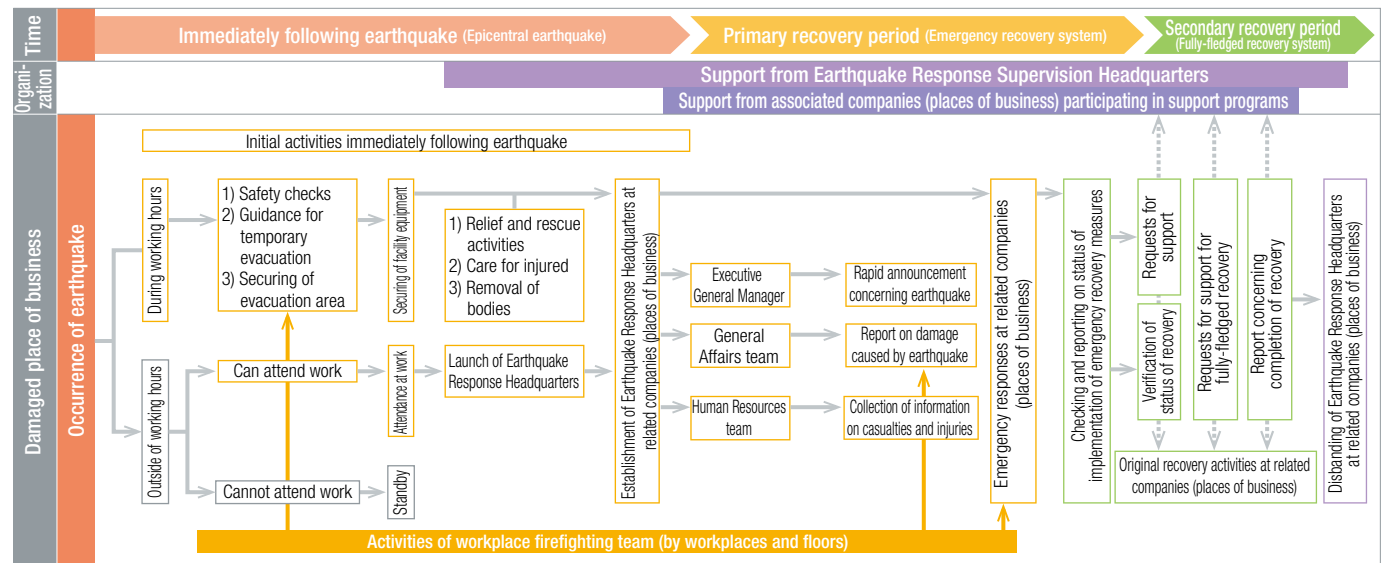 Time
Immediately following earthquake (Epicentral earthquake)
Primary recovery period (Emergency recovery system)
Secondary recovery period
(Fully-fledged recovery system)
Organi-
zation
Support from Earthquake Response Supervision Headquarters
Support from associated companies (places of business) participating in support programs
Damaged place of business
Occurrence of earthquake
Initial activities immediately following earthquake
During working hours
1) Safety checks
2) Guidance for
temporary
evacuation
3) Securing of
evacuation area
Securing of facility equipment
1) Relief and rescue
activities
2) Care for injured
3) Removal of
bodies
Outside of working hours
Can attend work
Attendance at work
Launch of Earthquake
Response Headquarters
Cannot attend work
Standby
Establishment of Earthquake Response Headquarters at
related companies (places of business)
Executive
General Manager
Rapid announcement
concerning earthquake
General
Affairs team
Report on damage
caused by earthquake
Human Resources
team
Collection of information
on casualties and injuries
Emergency responses at related companies
(places of business)
Checking and reporting on status of
implementation of emergency recovery measures
Requests for
support
Verification of
status of recovery
Requests for support for
fully-fledged recovery
Report concerning
completion of recovery
Original recovery activities at related
companies (places of business)
Disbanding of Earthquake Response Headquarters
at related companies (places of business)
Activities of workplace firefighting team (by workplaces and floors)